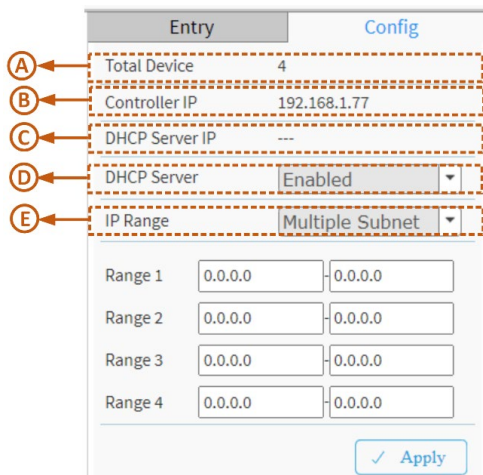 Entry Config
A Total Device 4
B Controller IP 192.168.1.77
C DHCP Server IP ---
D DHCP Server Enabled
E IP Range Multiple Subnet
Range 1 0.0.0.0 - 0.0.0.0
Range 2 0.0.0.0 - 0.0.0.0
Range 3 0.0.0.0 - 0.0.0.0
Range 4 0.0.0.0 - 0.0.0.0
✓ Apply